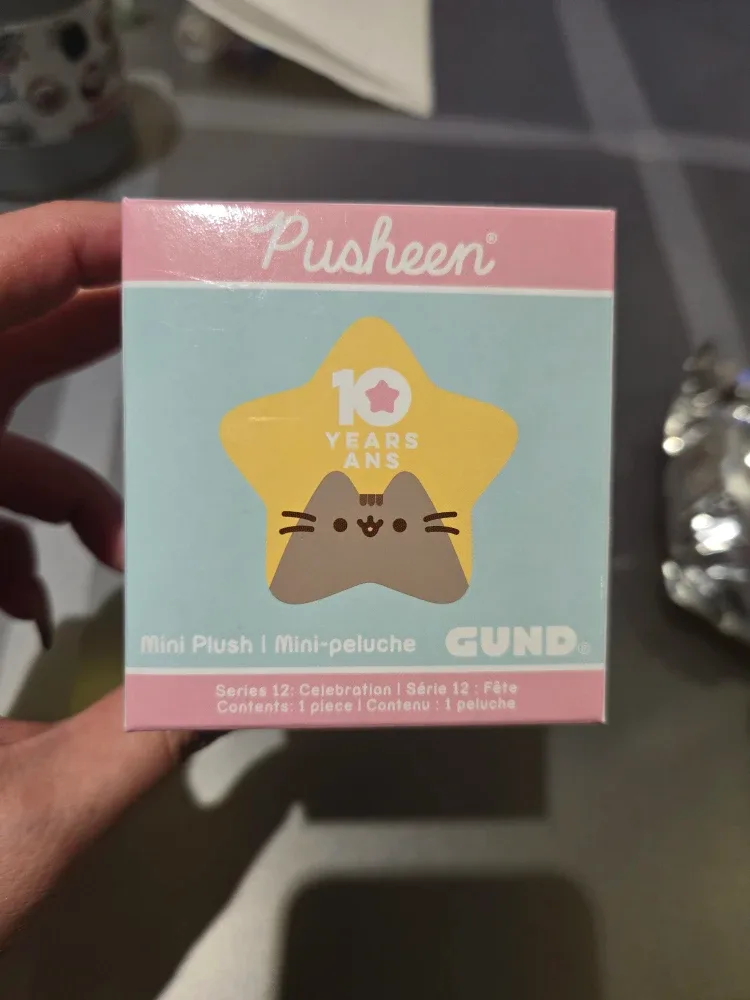 Pusheen®
10
YEARS
ANS
Mini Plush | Mini-peluche
GUND®
Series 12: Celebration | Série 12 : Fête
Contents: 1 piece | Contenu : 1 peluche